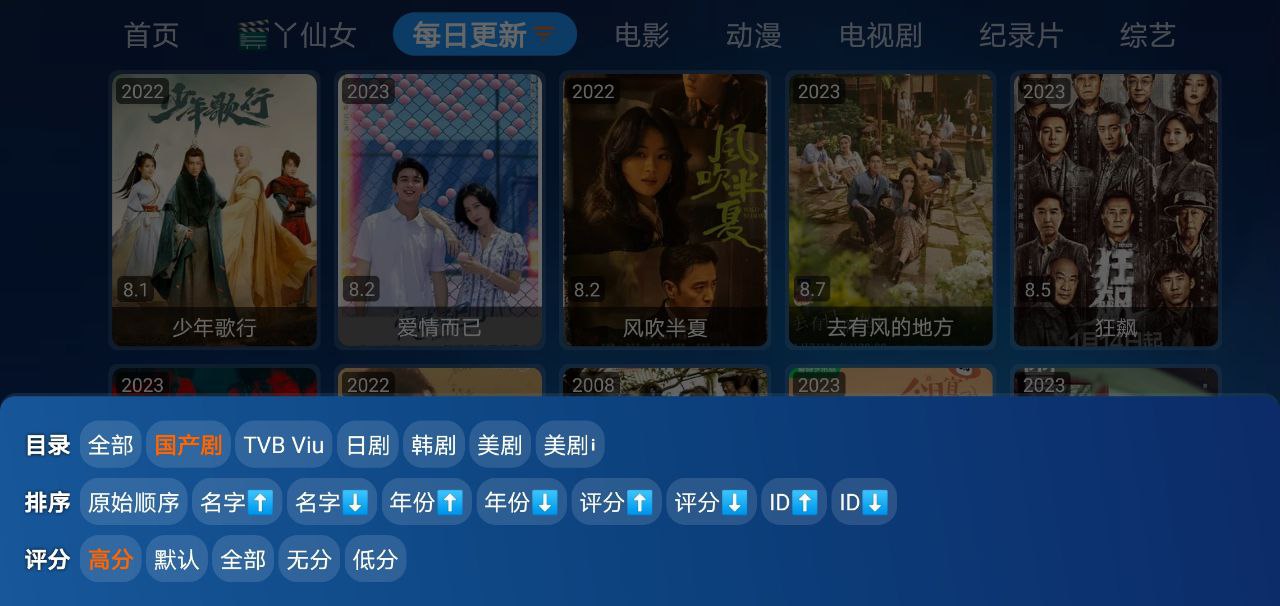 首页 丫仙女 每日更新 电影 动漫 电视剧 纪录片 综艺
2022 2023 2022 2023 2023
少年歌行
风吹半夏
狂飙
8.1 8.2 8.2 8.7 8.5
少年歌行 爱情而已 风吹半夏 去有风的地方 狂飙
2023 2022 2008 2023 2023
目录 全部 国产剧 TVB Viu 日剧 韩剧 美剧 美剧i
排序 原始顺序 名字⬆️ 名字⬇️ 年份⬆️ 年份⬇️ 评分⬆️ 评分⬇️ ID⬆️ ID⬇️
评分 高分 默认 全部 无分 低分